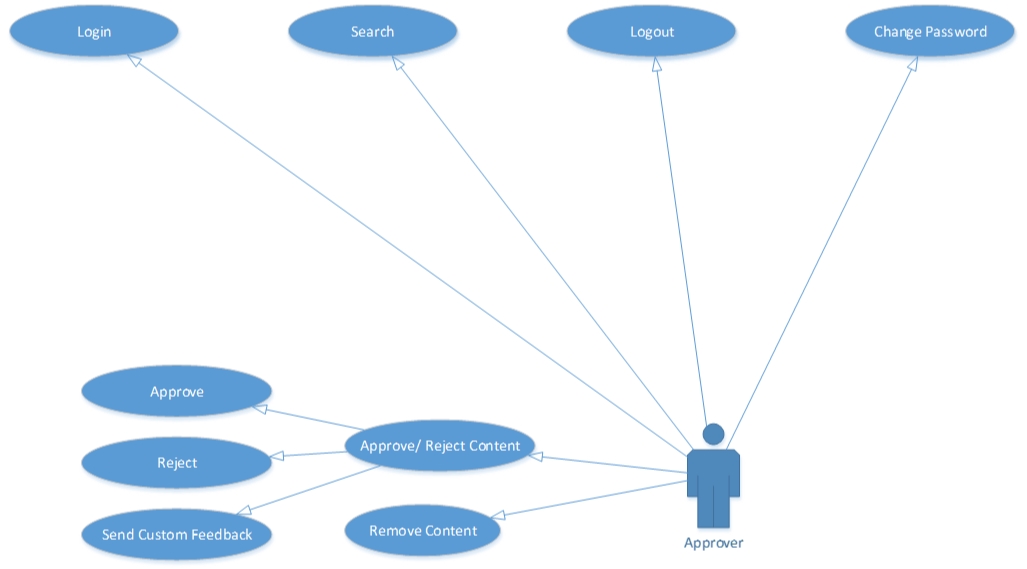 Login
Search
Logout
Change Password
Approve
Approve/ Reject Content
Reject
Send Custom Feedback
Remove Content
Approver